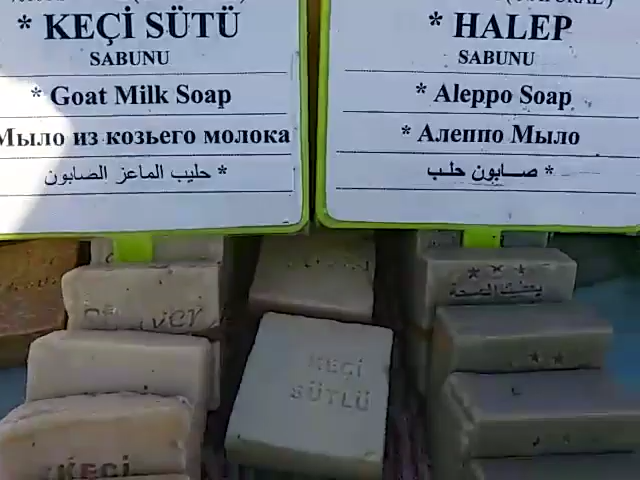 * KEÇİ SÜTÜ
SABUNU
* Goat Milk Soap
Мыло из козьего молока
* حليب الماعز الصابون
* HALEP
SABUNU
* Aleppo Soap
* Алеппо Мыло
* صابون حلب
KEÇİ
SÜTLÜ
KECİ